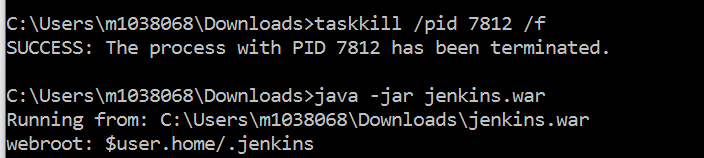 C:\Users\m1038068\Downloads>taskkill /pid 7812 /f
SUCCESS: The process with PID 7812 has been terminated.
C:\Users\m1038068\Downloads>java -jar jenkins.war
Running from: C:\Users\m1038068\Downloads\jenkins.war
webroot: $user.home/.jenkins